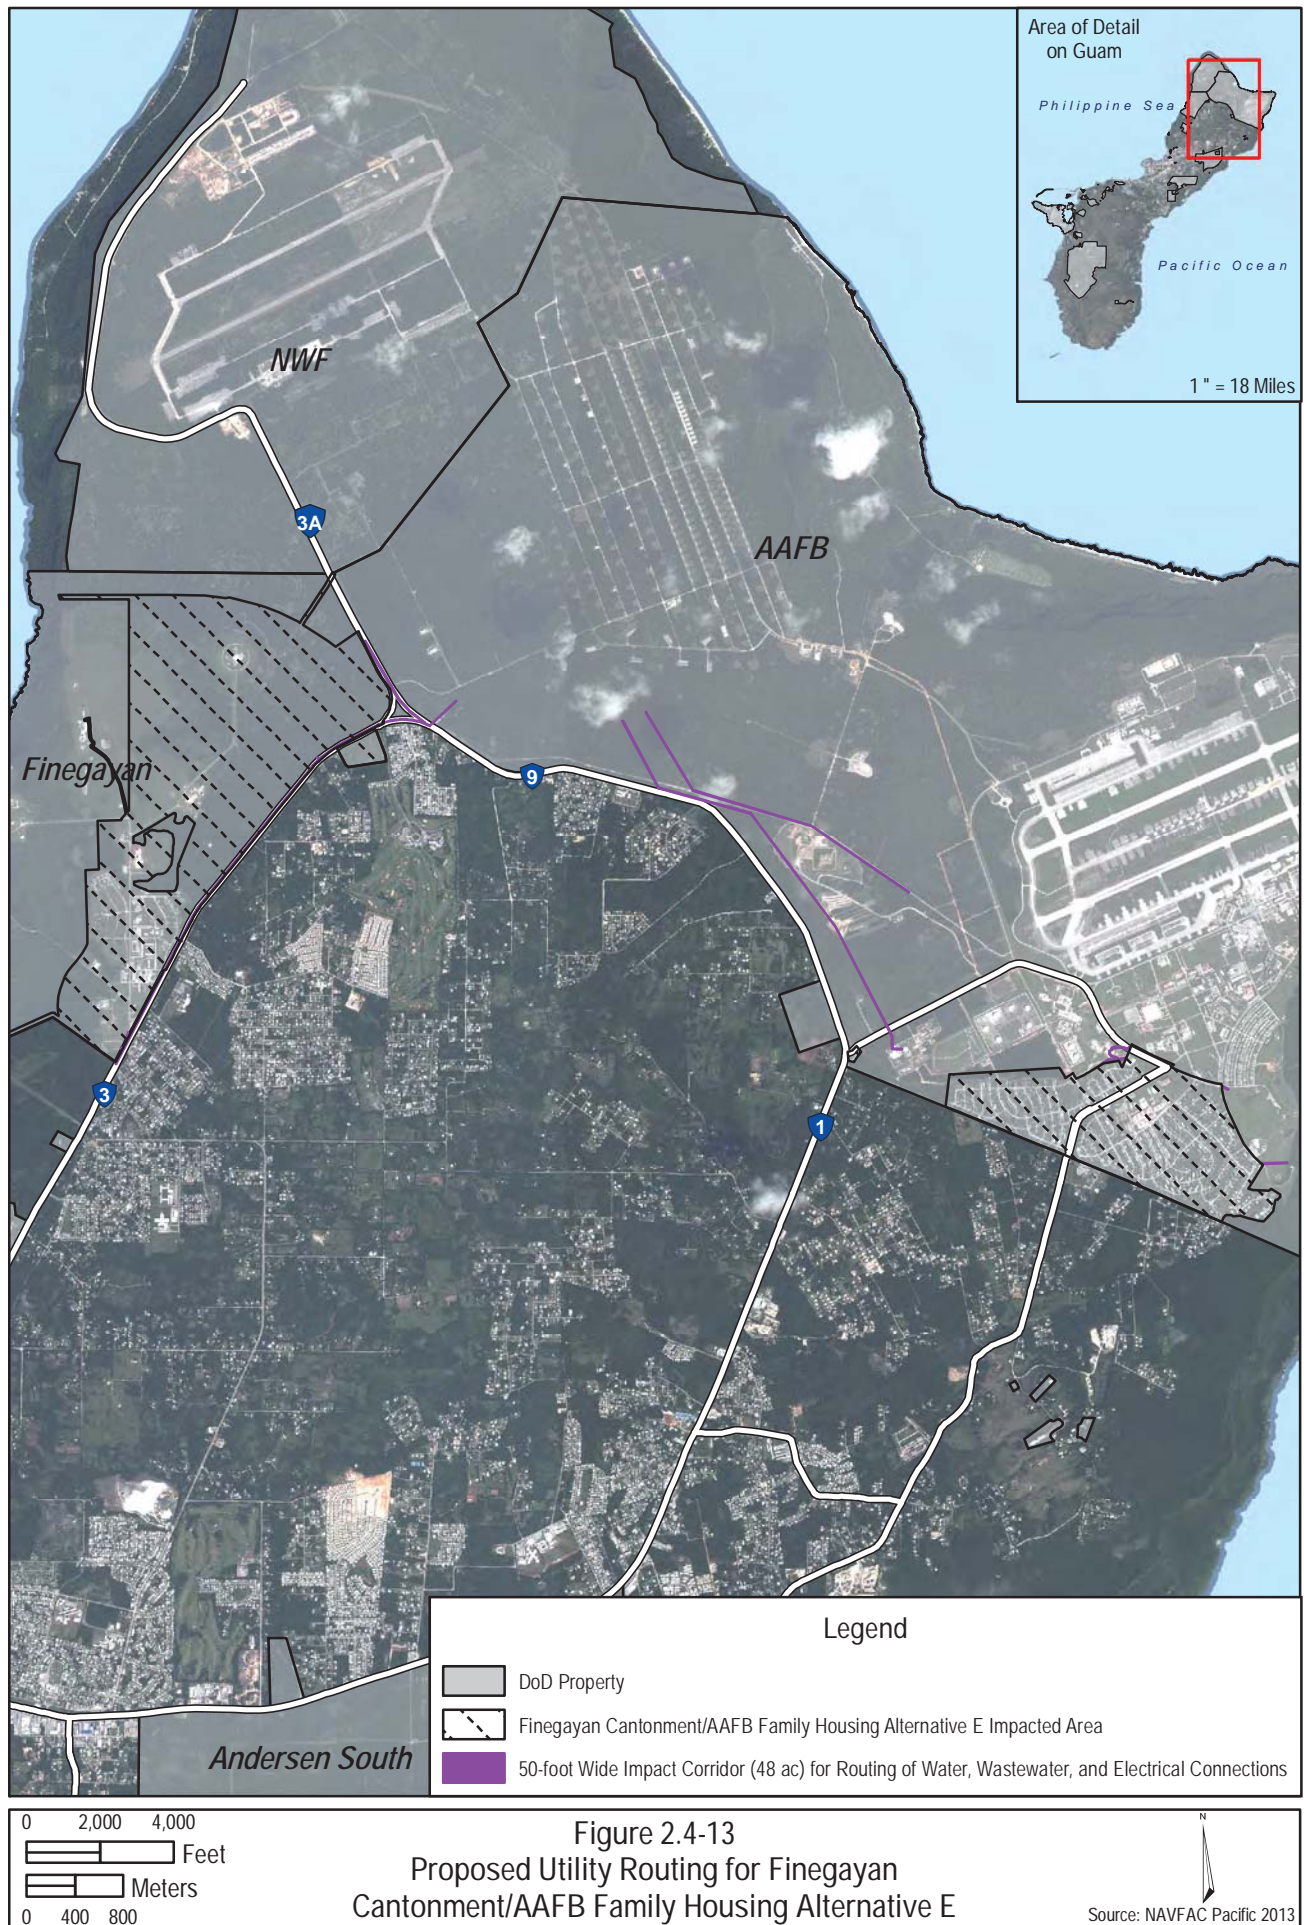 Area of Detail
on Guam
Philippine Sea
Pacific Ocean
1 " = 18 Miles
NWF
3A
AAFB
Finegayan
9
3
1
Andersen South
Legend
DoD Property
Finegayan Cantonment/AAFB Family Housing Alternative E Impacted Area
50-foot Wide Impact Corridor (48 ac) for Routing of Water, Wastewater, and Electrical Connections
0 2,000 4,000
Feet
Meters
0 400 800
Figure 2.4-13
Proposed Utility Routing for Finegayan
Cantonment/AAFB Family Housing Alternative E
N
Source: NAVFAC Pacific 2013